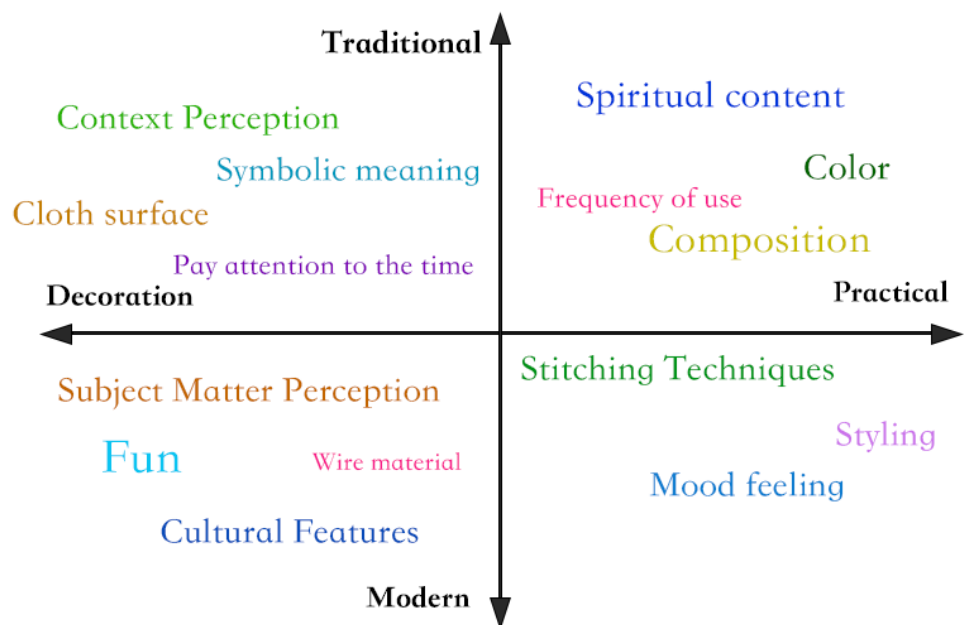 Traditional
Spiritual content
Context Perception
Symbolic meaning
Color
Frequency of use
Cloth surface
Composition
Pay attention to the time
Decoration
Practical
Stitching Techniques
Subject Matter Perception
Styling
Fun
Wire material
Mood feeling
Cultural Features
Modern